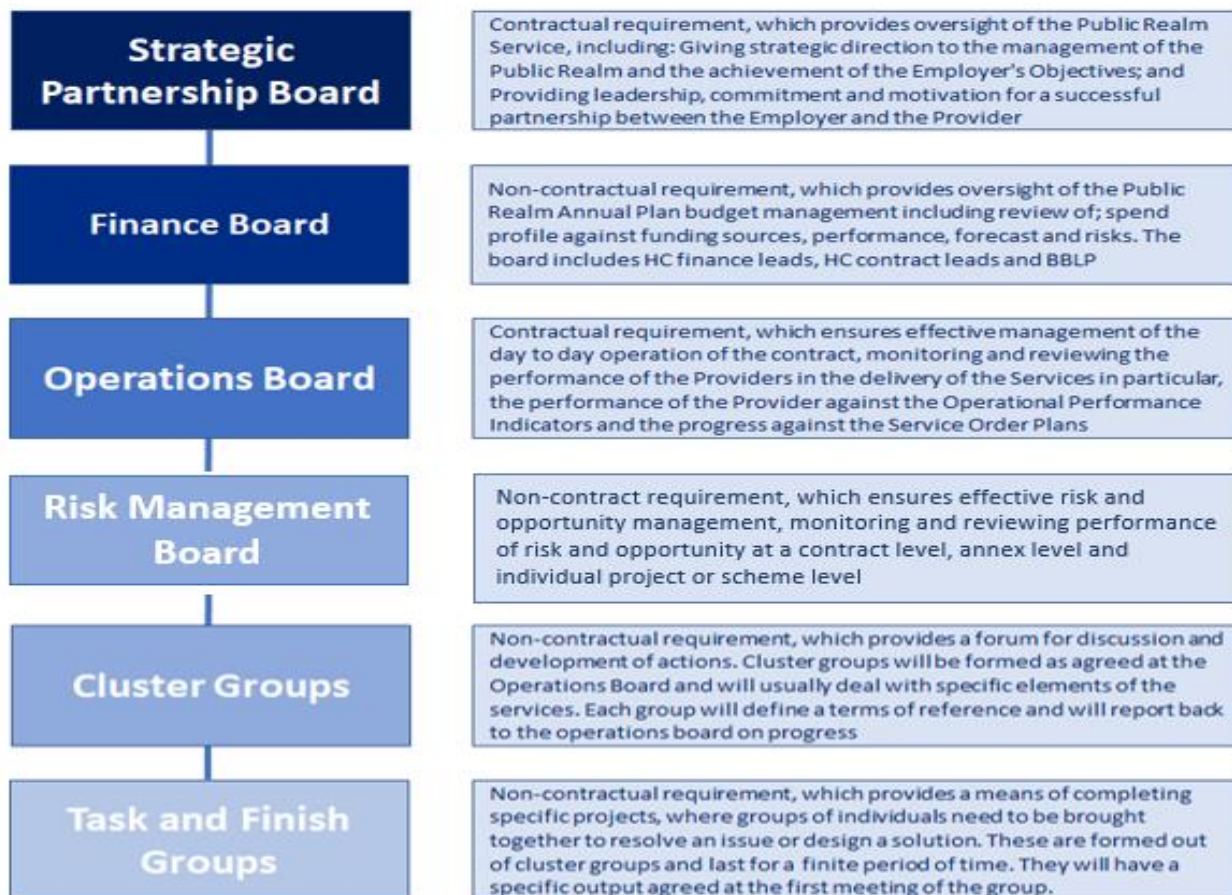 Strategic
Partnership Board
Contractual requirement, which provides oversight of the Public Realm
Service, including: Giving strategic direction to the management of the
Public Realm and the achievement of the Employer's Objectives; and
Providing leadership, commitment and motivation for a successful
partnership between the Employer and the Provider
Finance Board
Non-contractual requirement, which provides oversight of the Public
Realm Annual Plan budget management including review of; spend
profile against funding sources, performance, forecast and risks. The
board includes HC finance leads, HC contract leads and BBLP
Operations Board
Contractual requirement, which ensures effective management of the
day to day operation of the contract, monitoring and reviewing the
performance of the Providers in the delivery of the Services in particular,
the performance of the Provider against the Operational Performance
Indicators and the progress against the Service Order Plans
Risk Management
Board
Non-contract requirement, which ensures effective risk and
opportunity management, monitoring and reviewing performance
of risk and opportunity at a contract level, annex level and
individual project or scheme level
Cluster Groups
Non-contractual requirement, which provides a forum for discussion and
development of actions. Cluster groups will be formed as agreed at the
Operations Board and will usually deal with specific elements of the
services. Each group will define a terms of reference and will report back
to the operations board on progress
Task and Finish
Groups
Non-contractual requirement, which provides a means of completing
specific projects, where groups of individuals need to be brought
together to resolve an issue or design a solution. These are formed out
of cluster groups and last for a finite period of time. They will have a
specific output agreed at the first meeting of the group.